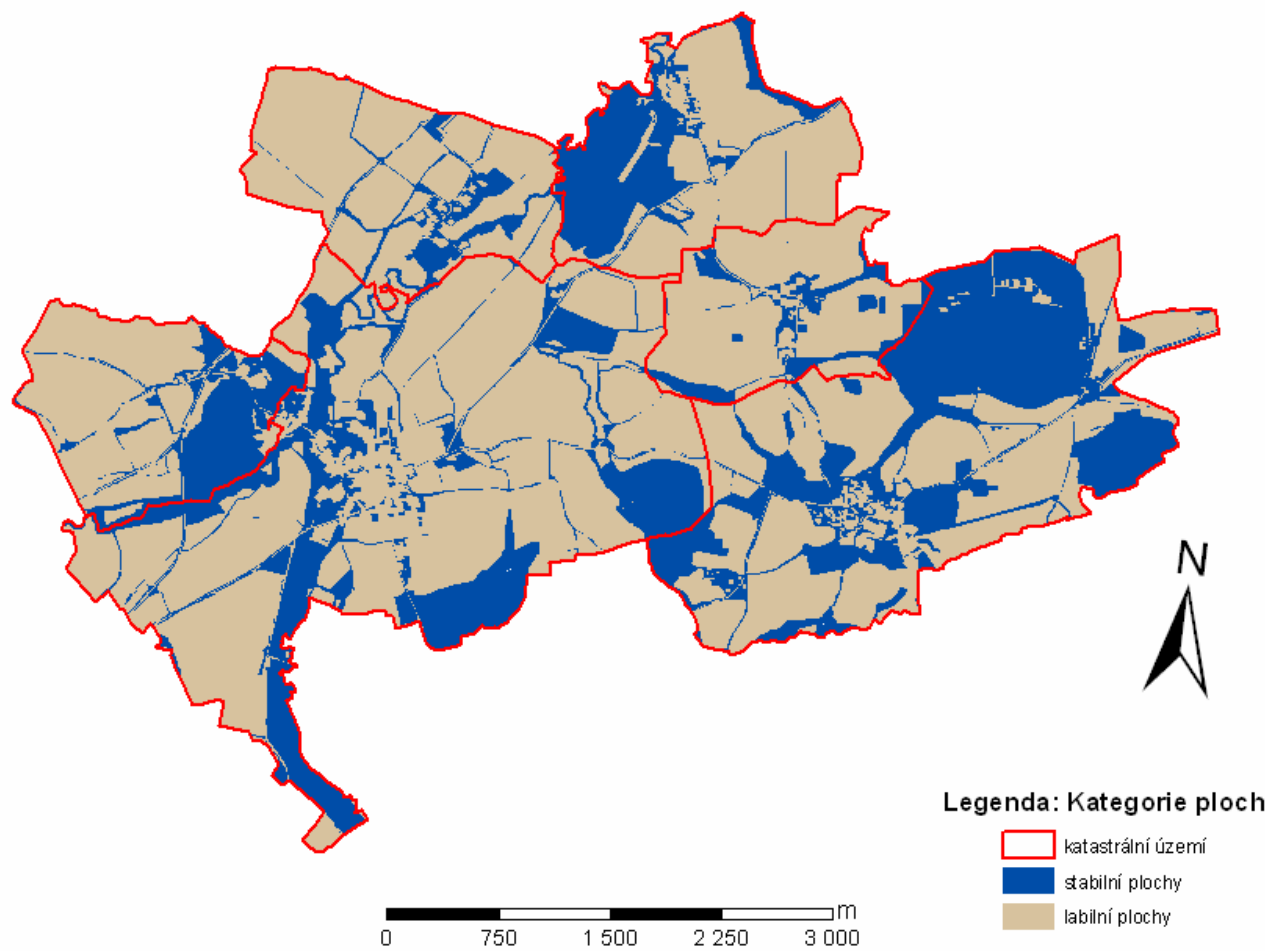 N
Legenda: Kategorie ploch
katastrální území
stabilní plochy
labilní plochy
m
0 750 1 500 2 250 3 000